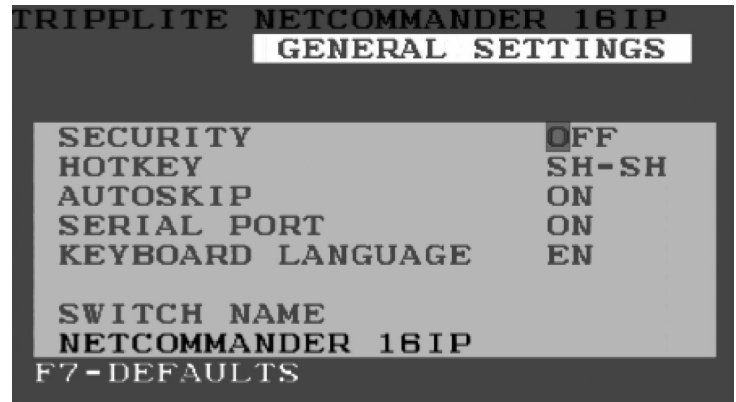 TRIPPLITE NETCOMMANDER 16IP
GENERAL SETTINGS
SECURITY OFF
HOTKEY SH-SH
AUTOSKIP ON
SERIAL PORT ON
KEYBOARD LANGUAGE EN
SWITCH NAME
NETCOMMANDER 16IP
F7-DEFAULTS